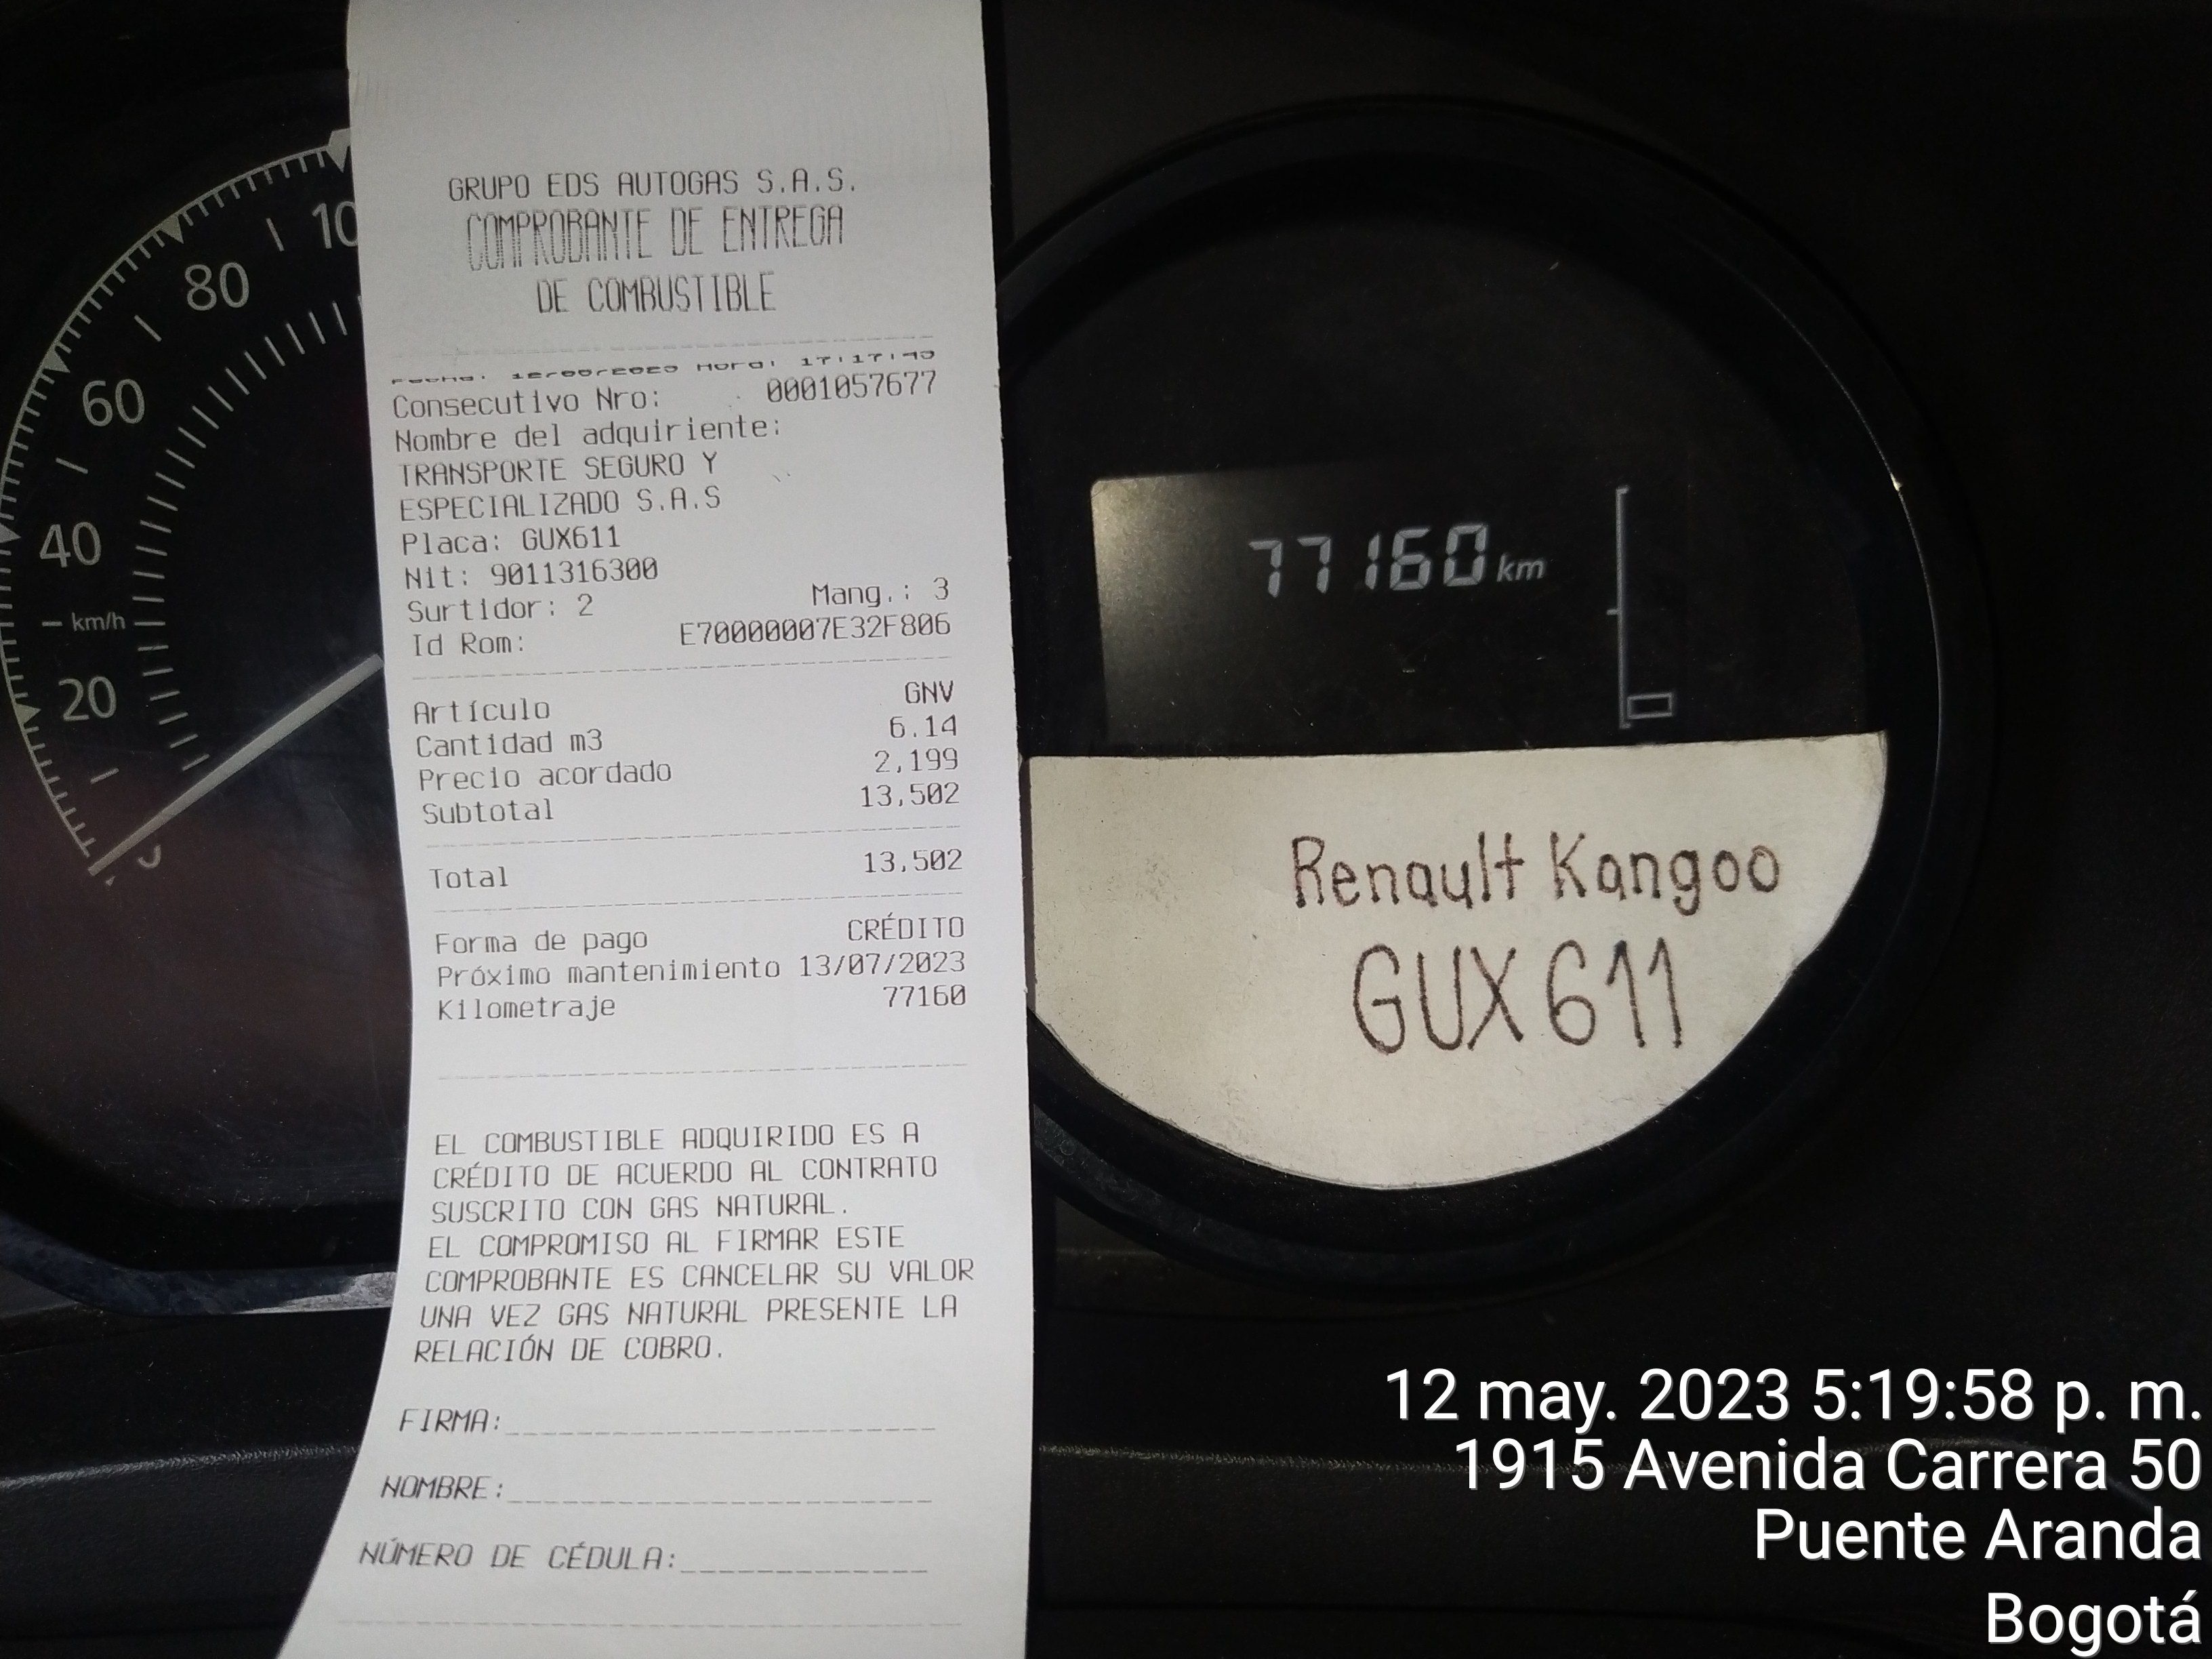 GRUPO EDS AUTOGAS S.A.S.
COMPROBANTE DE ENTREGA
DE COMBUSTIBLE
Hora: 17:17:43
Consecutivo Nro: 0001057677
Nombre del adquiriente:
TRANSPORTE SEGURO Y
ESPECIALIZADO S.A.S
Placa: GUX611
Nit: 9011316300
Surtidor: 2 Mang.: 3
Id Rom: E70000007E32F806
Artículo GNV
Cantidad m3 6.14
Precio acordado 2,199
Subtotal 13,502
Total 13,502
Forma de pago CRÉDITO
Próximo mantenimiento 13/07/2023
Kilometraje 77160
EL COMBUSTIBLE ADQUIRIDO ES A
CRÉDITO DE ACUERDO AL CONTRATO
SUSCRITO CON GAS NATURAL.
EL COMPROMISO AL FIRMAR ESTE
COMPROBANTE ES CANCELAR SU VALOR
UNA VEZ GAS NATURAL PRESENTE LA
RELACIÓN DE COBRO.
FIRMA:
NOMBRE:
NÚMERO DE CÉDULA:
10
80
60
40
km/h
20
77160 km
Renault Kangoo
GUX611
12 may. 2023 5:19:58 p. m.
1915 Avenida Carrera 50
Puente Aranda
Bogotá